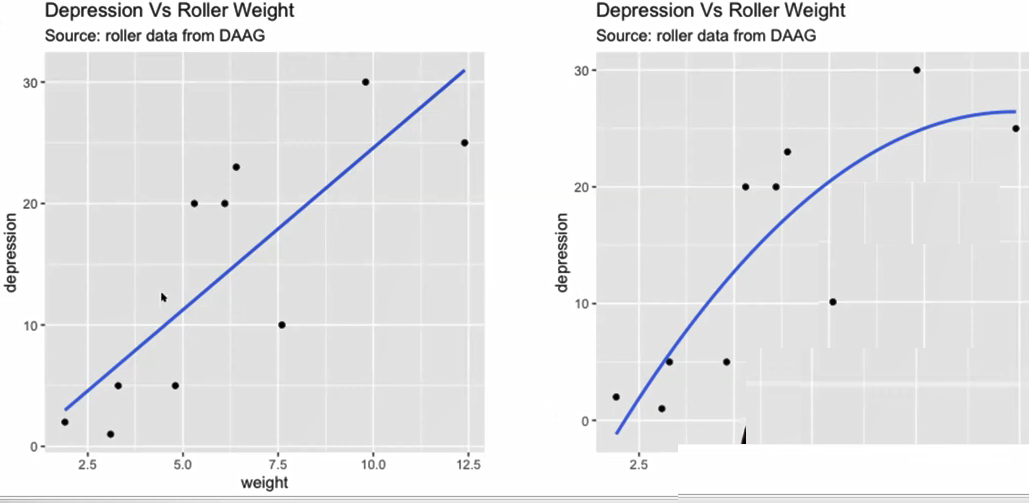 Depression Vs Roller Weight
Source: roller data from DAAG
30
20
10
0
depression
2.5
5.0
7.5
10.0
12.5
weight
Depression Vs Roller Weight
Source: roller data from DAAG
30
20
10
0
depression
2.5